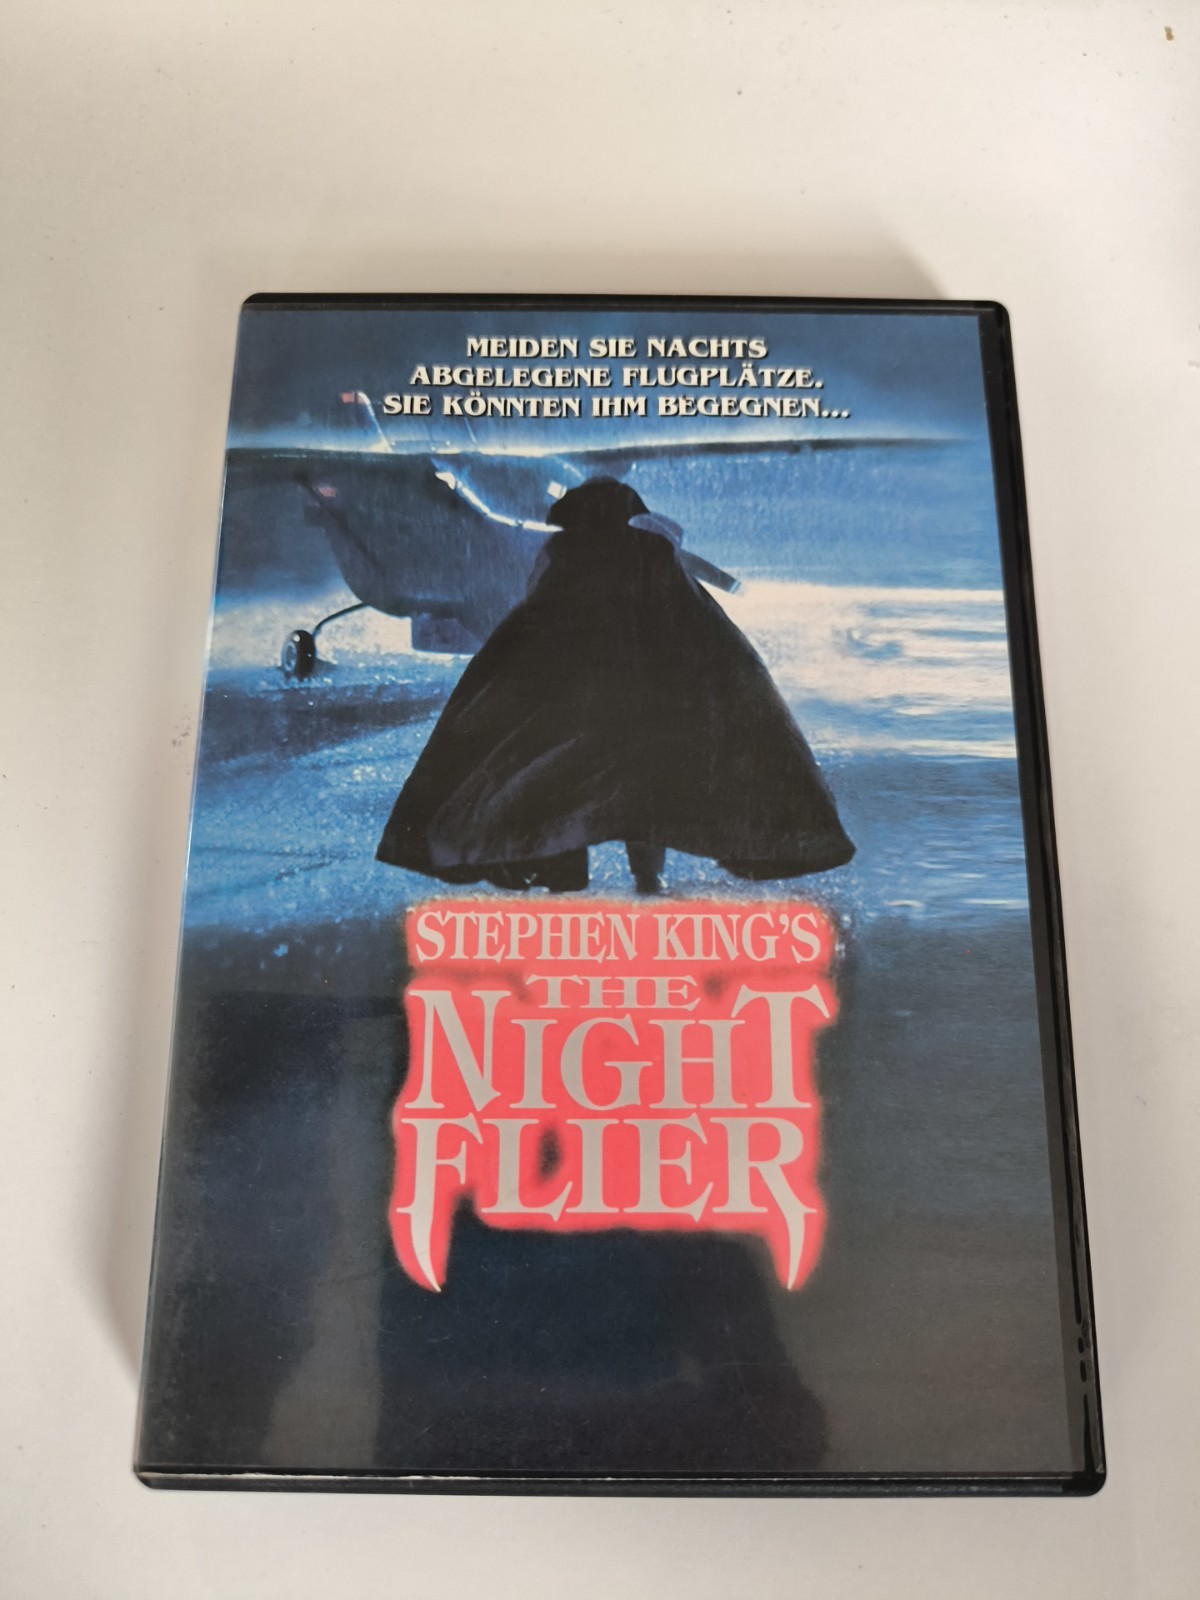 MEIDEN SIE NACHTS
ABGELEGENE FLUGPLÄTZE.
SIE KÖNNTEN IHM BEGEGNEN...
STEPHEN KING'S
THE
NIGHT
FLIER